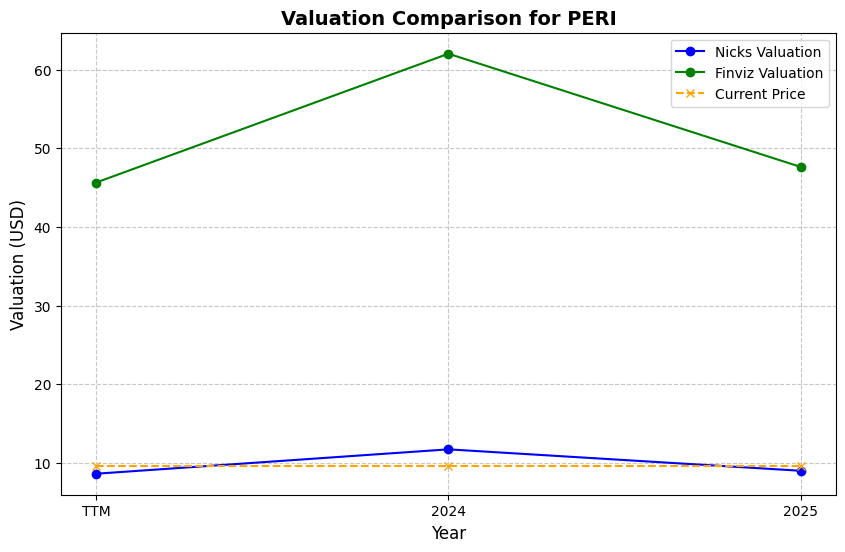 Valuation Comparison for PERI
Nicks Valuation
Finviz Valuation
Current Price
Valuation (USD)
60
50
40
30
20
10
TTM
2024
2025
Year